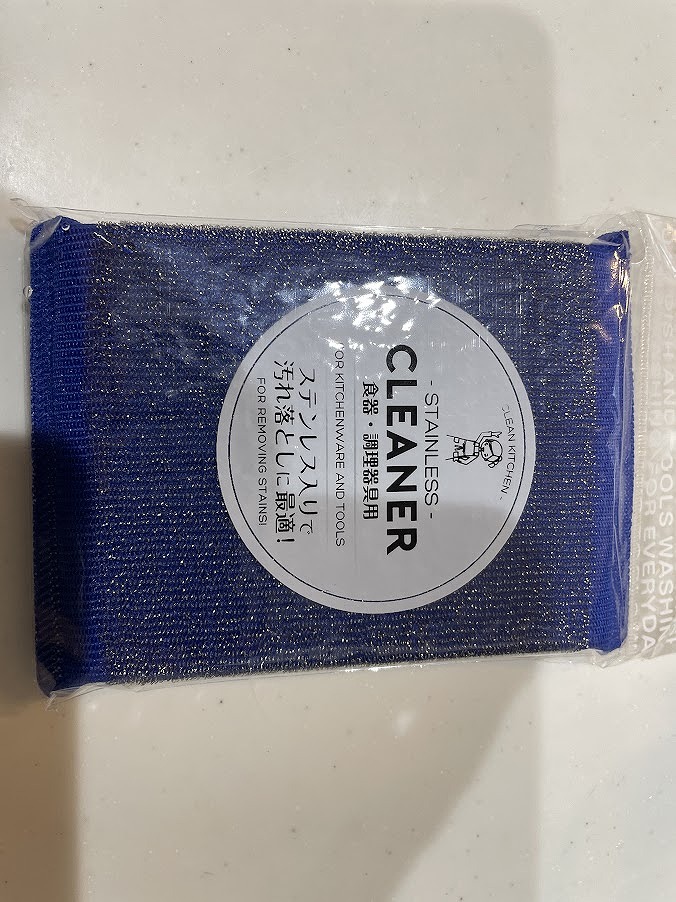 CLEAN KITCHEN
- STAINLESS -
CLEANER
食器・調理器具用
FOR KITCHENWARE AND TOOLS
ステンレス入りで
汚れ落としに最適!
FOR REMOVING STAINS!
DISH AND TOOLS WASHIN
FOR EVERYDA